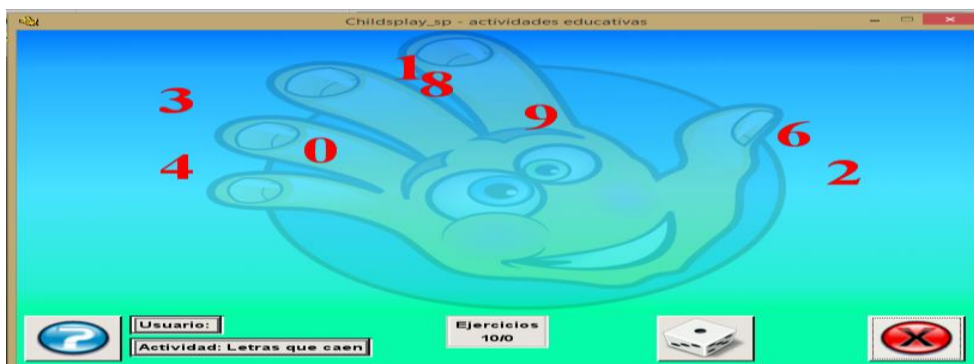 Childsplay_sp - actividades educativas
1
8
3
9
6
0
4
2
Usuario:
Actividad: Letras que caen
Ejercicios
10/0